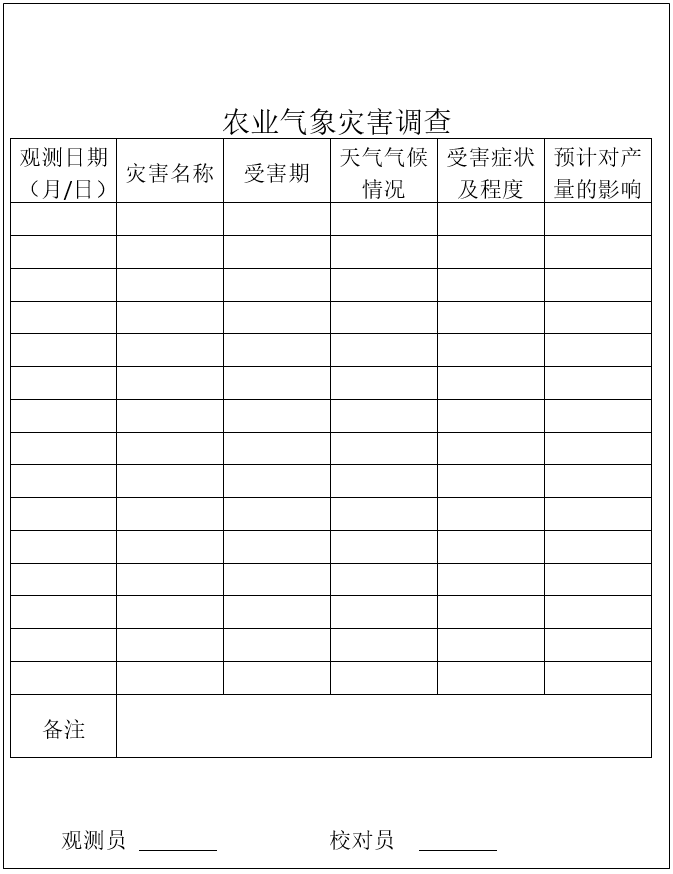 农业气象灾害调查
观测日期
（月/日）
灾害名称
受害期
天气气候
情况
受害症状
及程度
预计对产
量的影响
备注
观测员 校对员